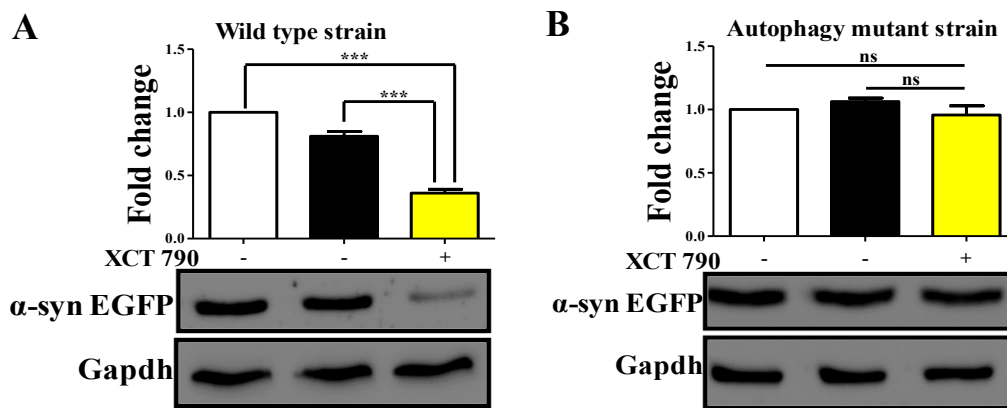 A
Wild type strain
Fold change
1.5
1.0
0.5
0.0
***
***
XCT 790 - - +
α-syn EGFP
Gapdh
B
Autophagy mutant strain
Fold change
1.5
1.0
0.5
0.0
ns
ns
XCT 790 - - +
α-syn EGFP
Gapdh